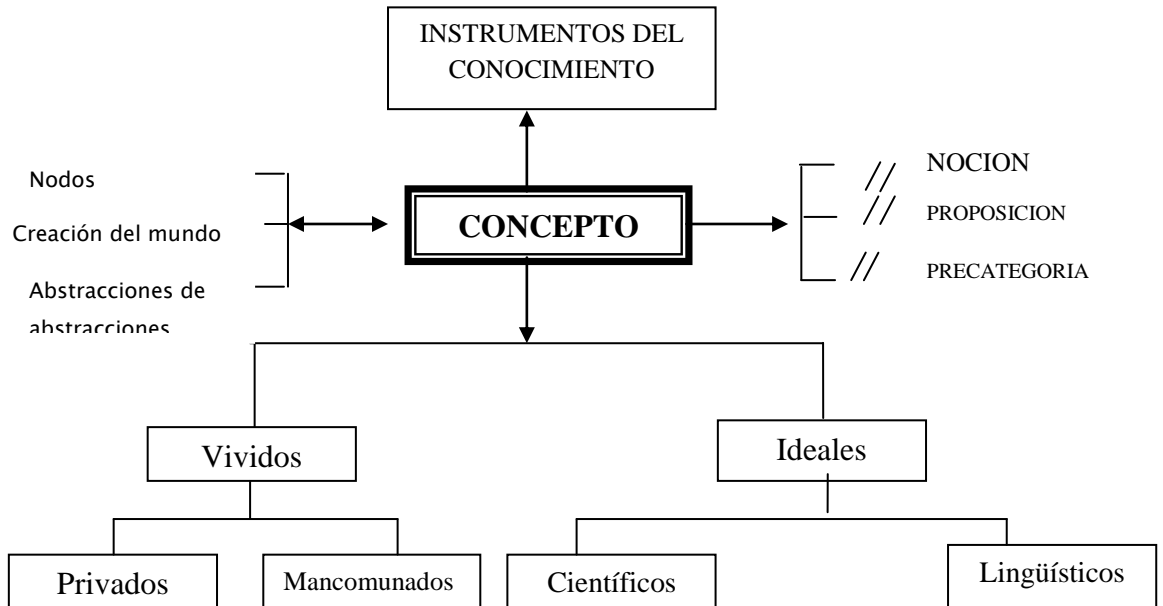 INSTRUMENTOS DEL
CONOCIMIENTO
Nodos
Creación del mundo
Abstracciones de
abstracciones
CONCEPTO
// NOCION
// PROPOSICION
// PRECATEGORIA
Vividos
Ideales
Privados
Mancomunados
Científicos
Lingüísticos